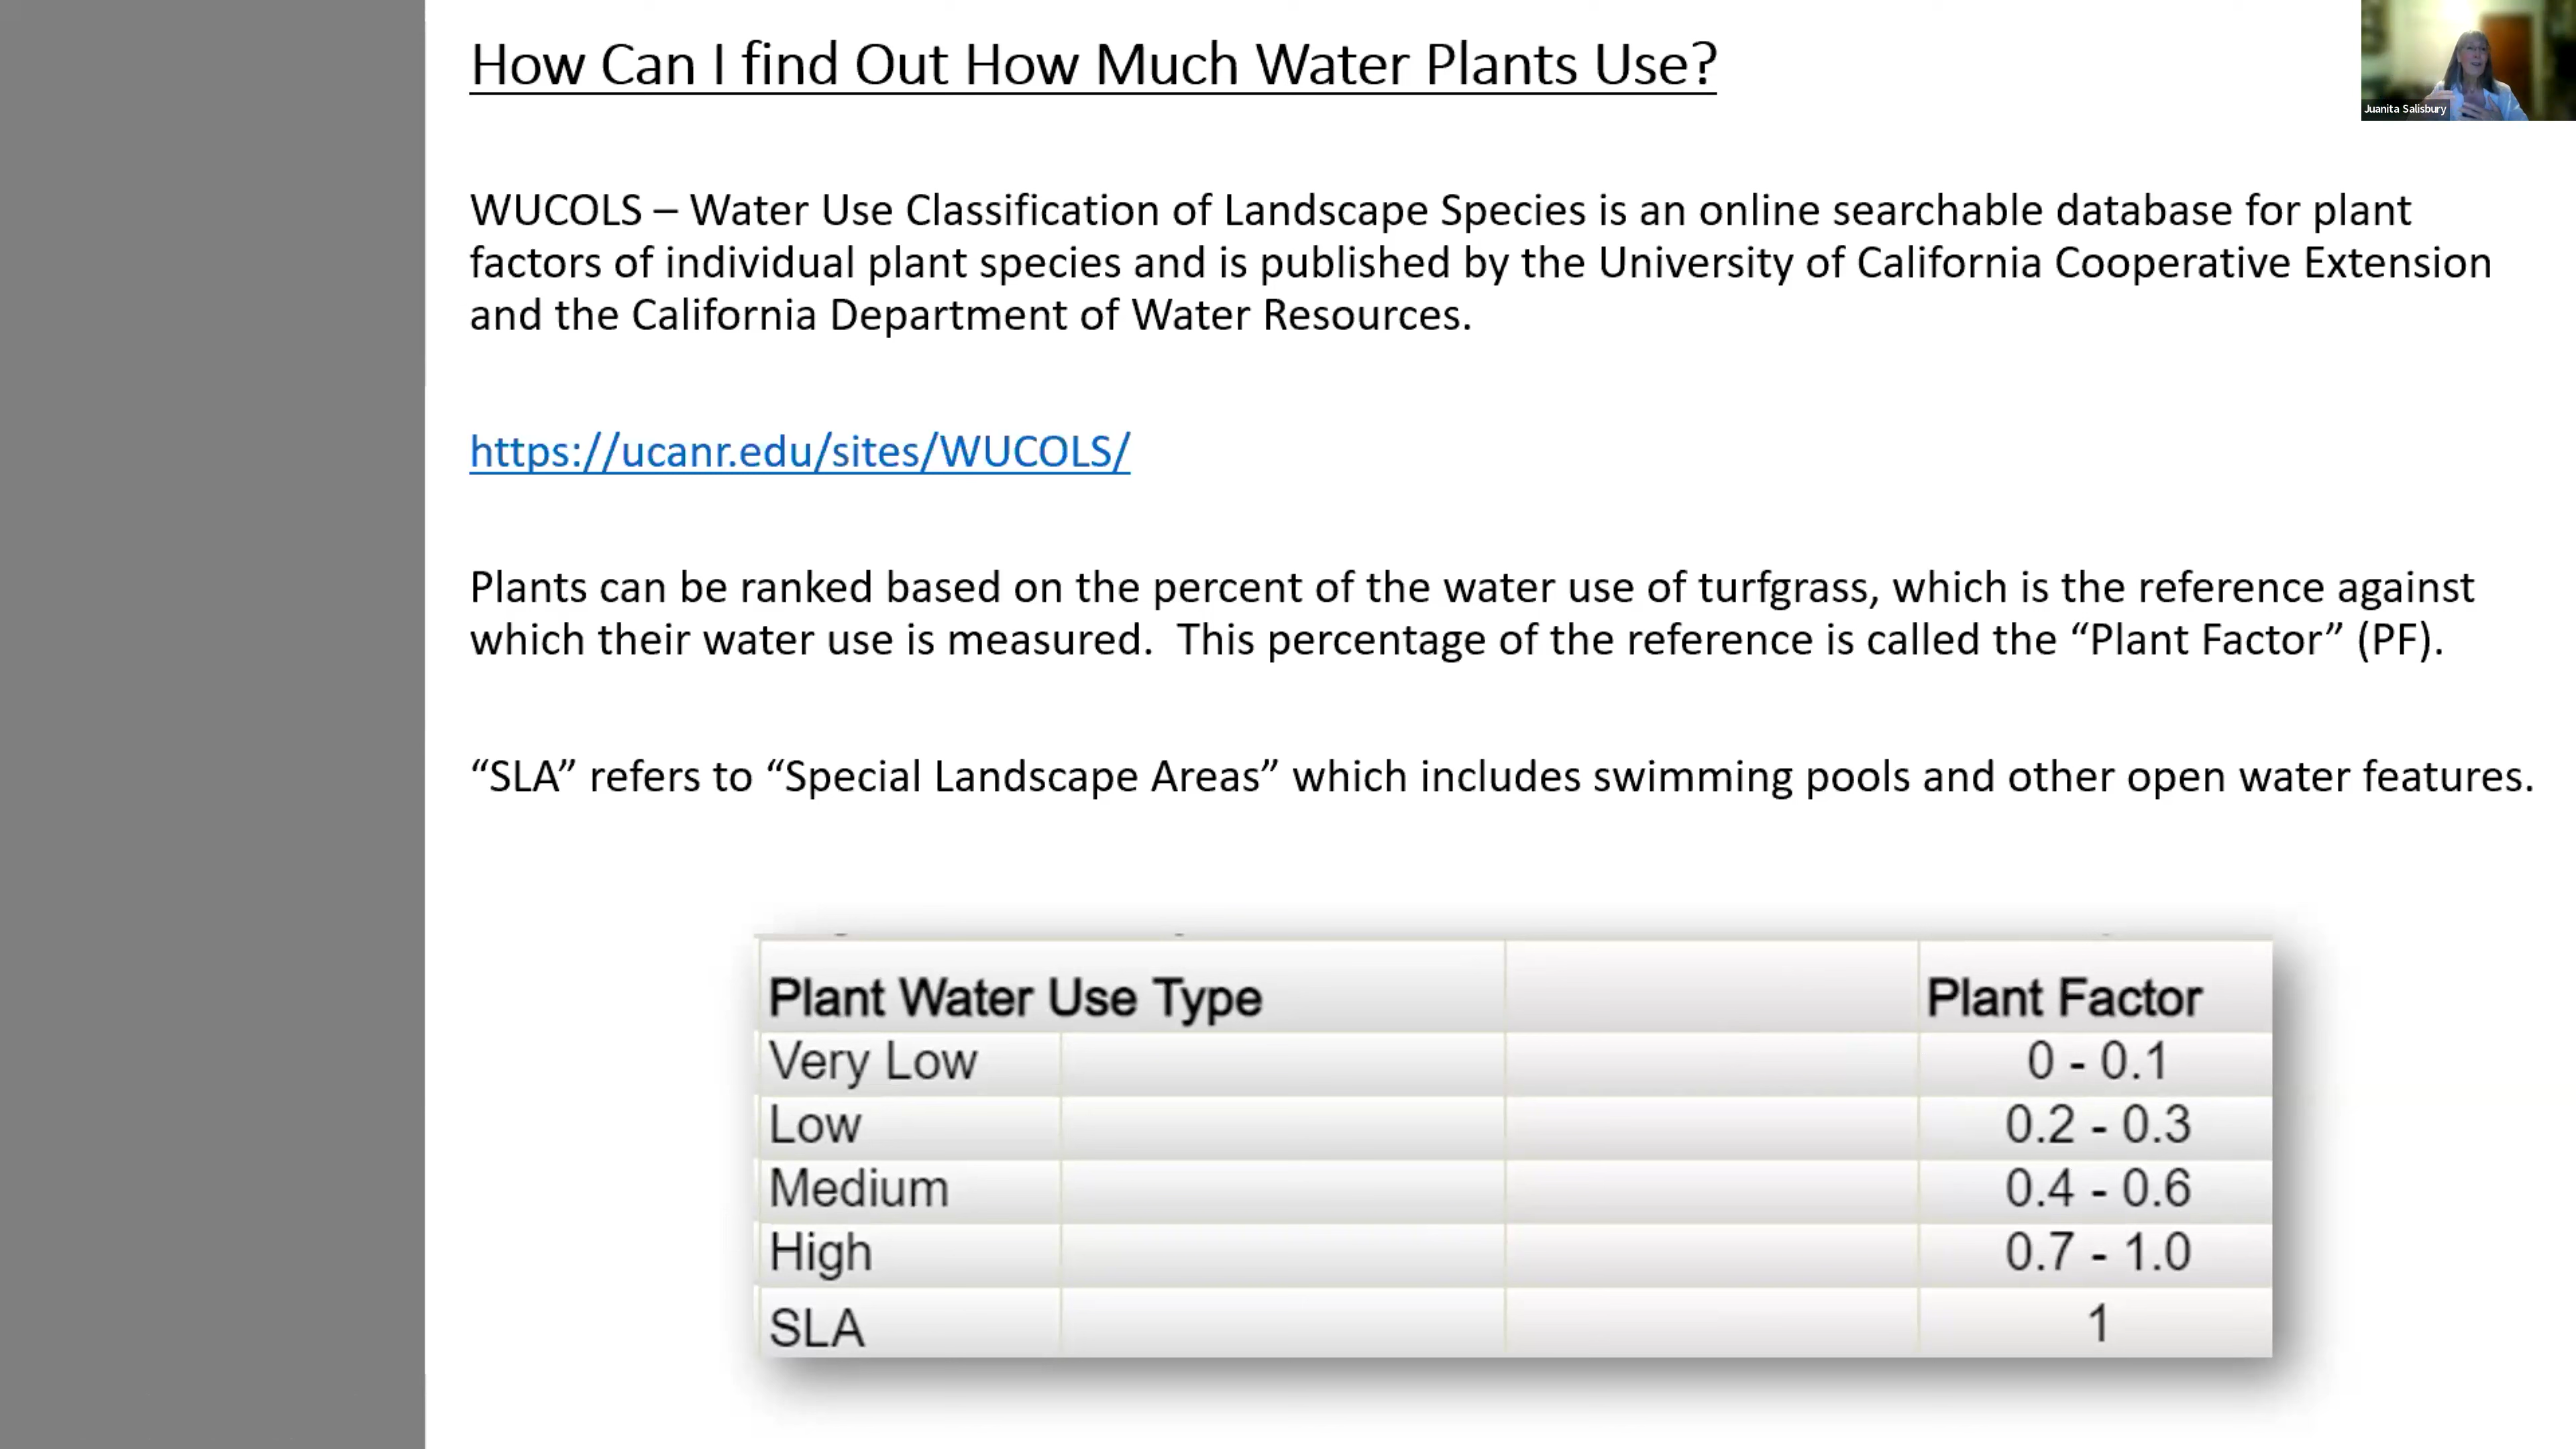 How Can I find Out How Much Water Plants Use?
Juanita Salisbury
WUCOLS – Water Use Classification of Landscape Species is an online searchable database for plant
factors of individual plant species and is published by the University of California Cooperative Extension
and the California Department of Water Resources.
https://ucanr.edu/sites/WUCOLS/
Plants can be ranked based on the percent of the water use of turfgrass, which is the reference against
which their water use is measured.  This percentage of the reference is called the “Plant Factor” (PF).
“SLA” refers to “Special Landscape Areas” which includes swimming pools and other open water features.
Plant Water Use Type Plant Factor
Very Low 0 - 0.1
Low 0.2 - 0.3
Medium 0.4 - 0.6
High 0.7 - 1.0
SLA 1